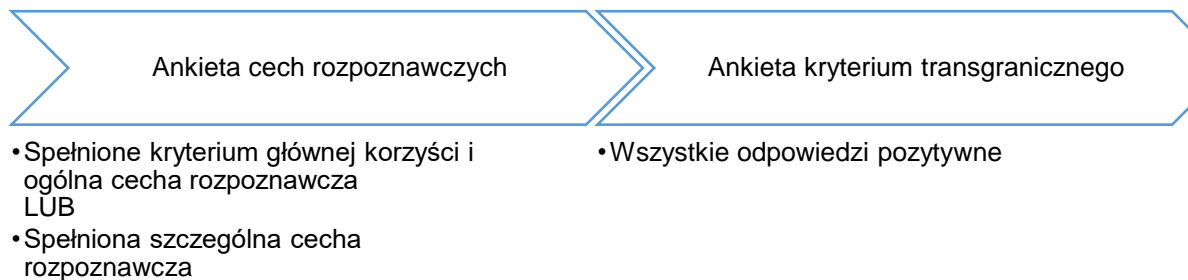 Ankieta cech rozpoznawczych
Ankieta kryterium transgranicznego
•Spełnione kryterium głównej korzyści i
ogólna cecha rozpoznawcza
LUB
•Spełniona szczególna cecha
rozpoznawcza
•Wszystkie odpowiedzi pozytywne